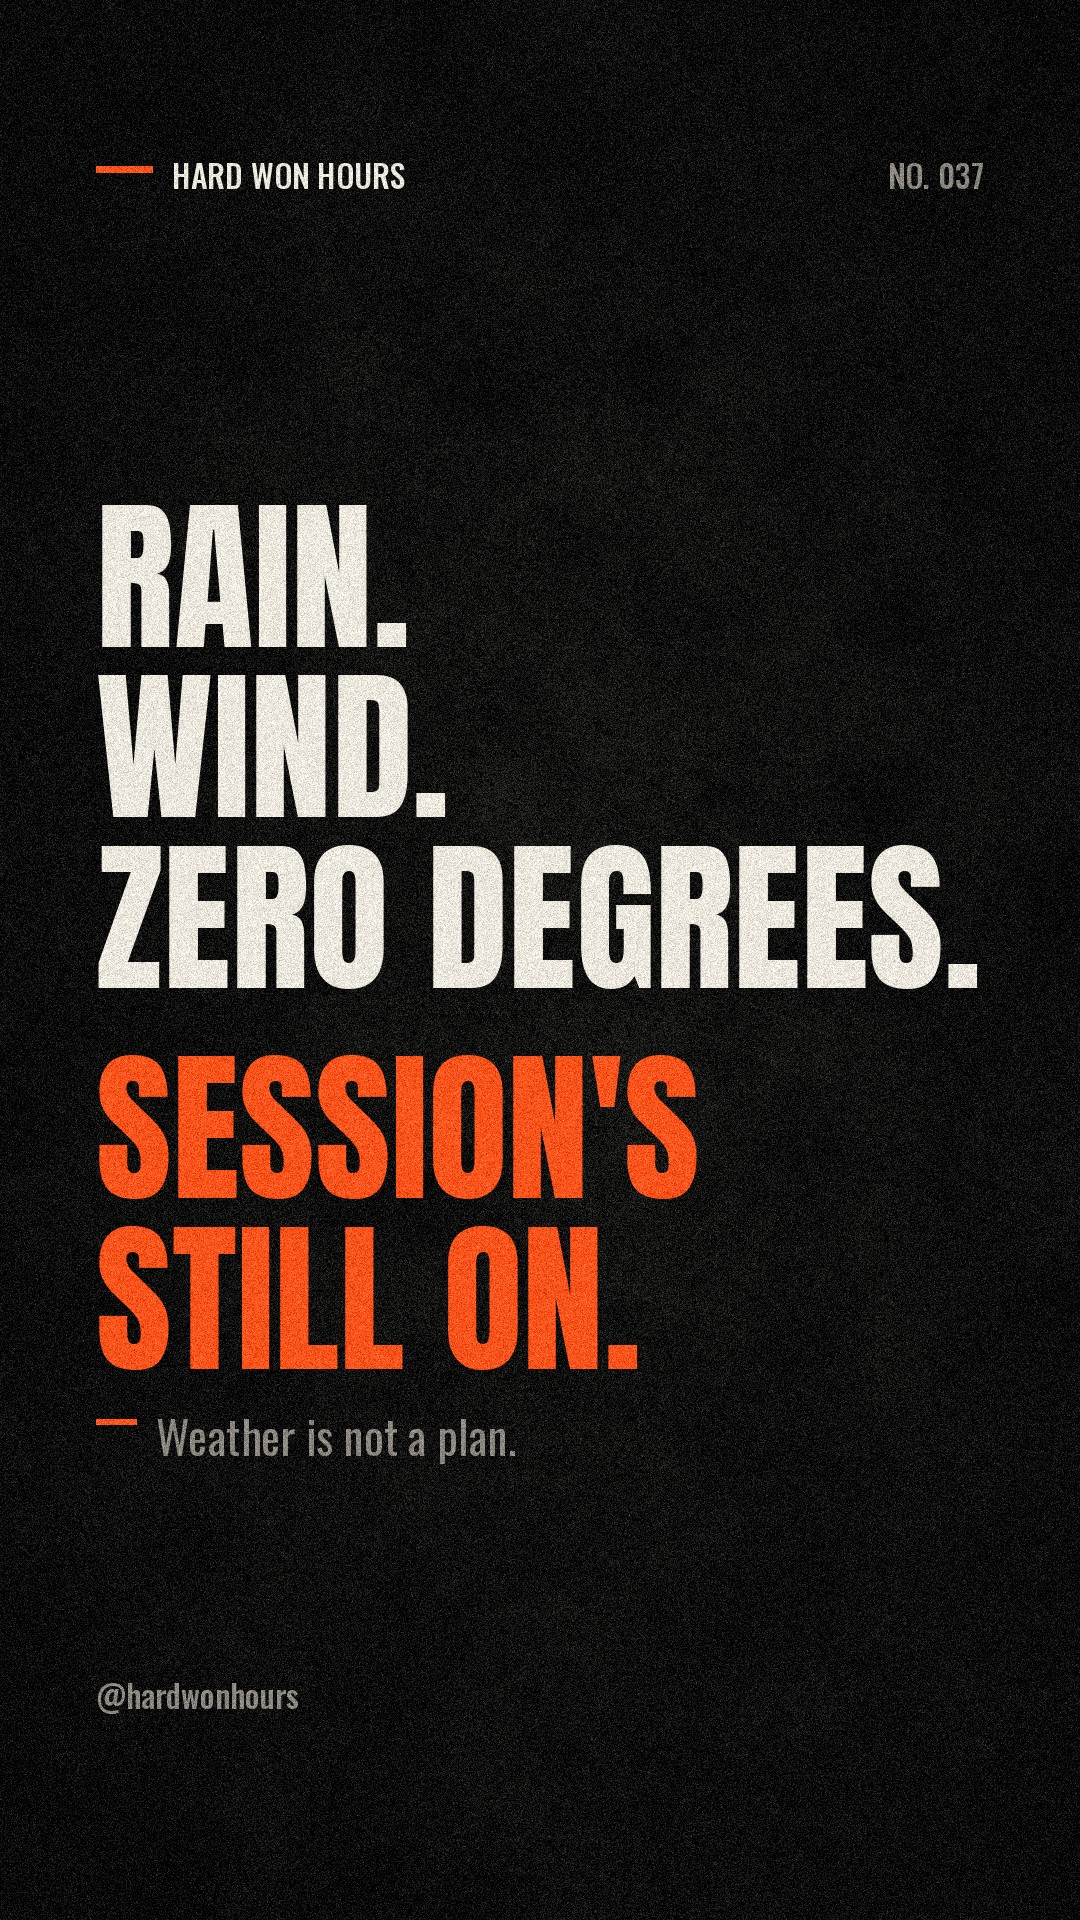 HARD WON HOURS
NO. 037
RAIN.
WIND.
ZERO DEGREES.
SESSION'S
STILL ON.
Weather is not a plan.
@hardwonhours